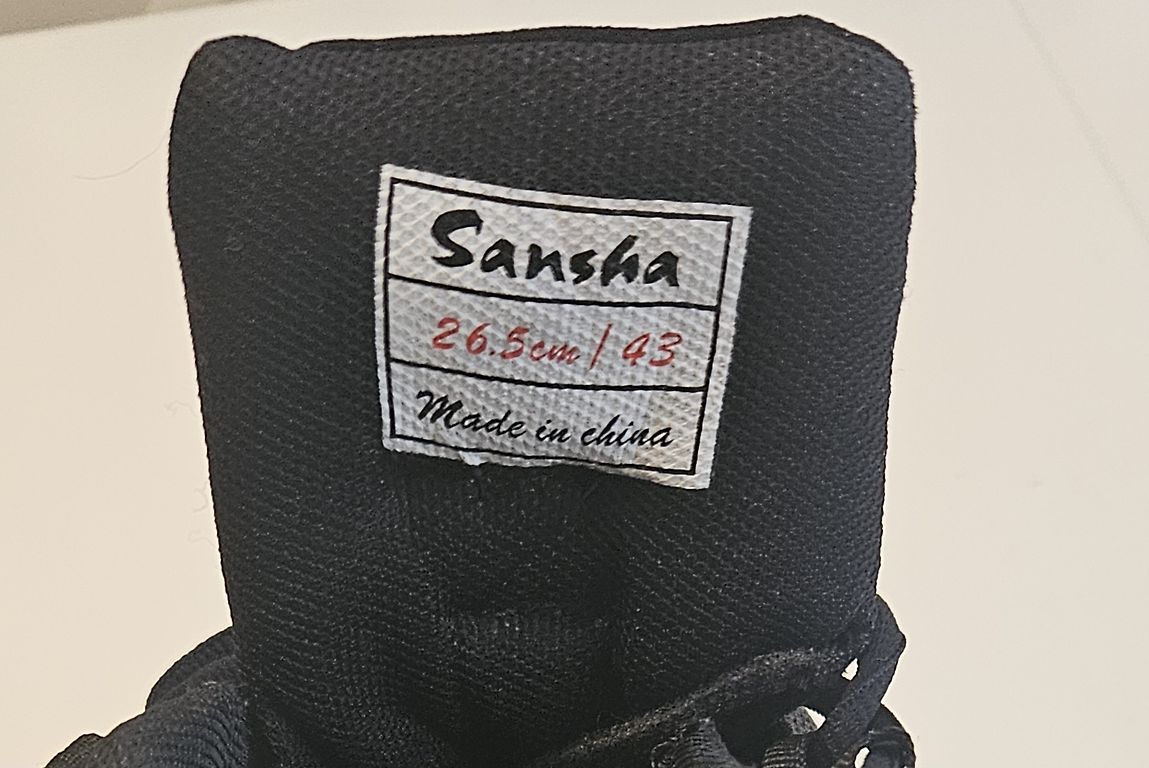 Sansha
26.5cm / 43
Made in china